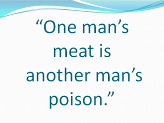 “One man’s
meat is
another man’s
poison.”